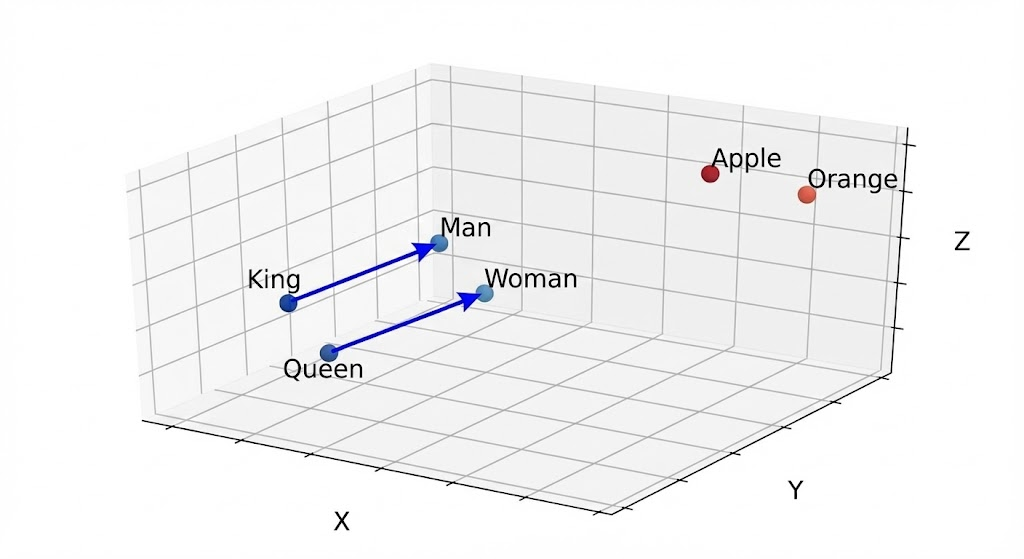 Apple
Orange
Man
Z
King
Woman
Queen
Y
X